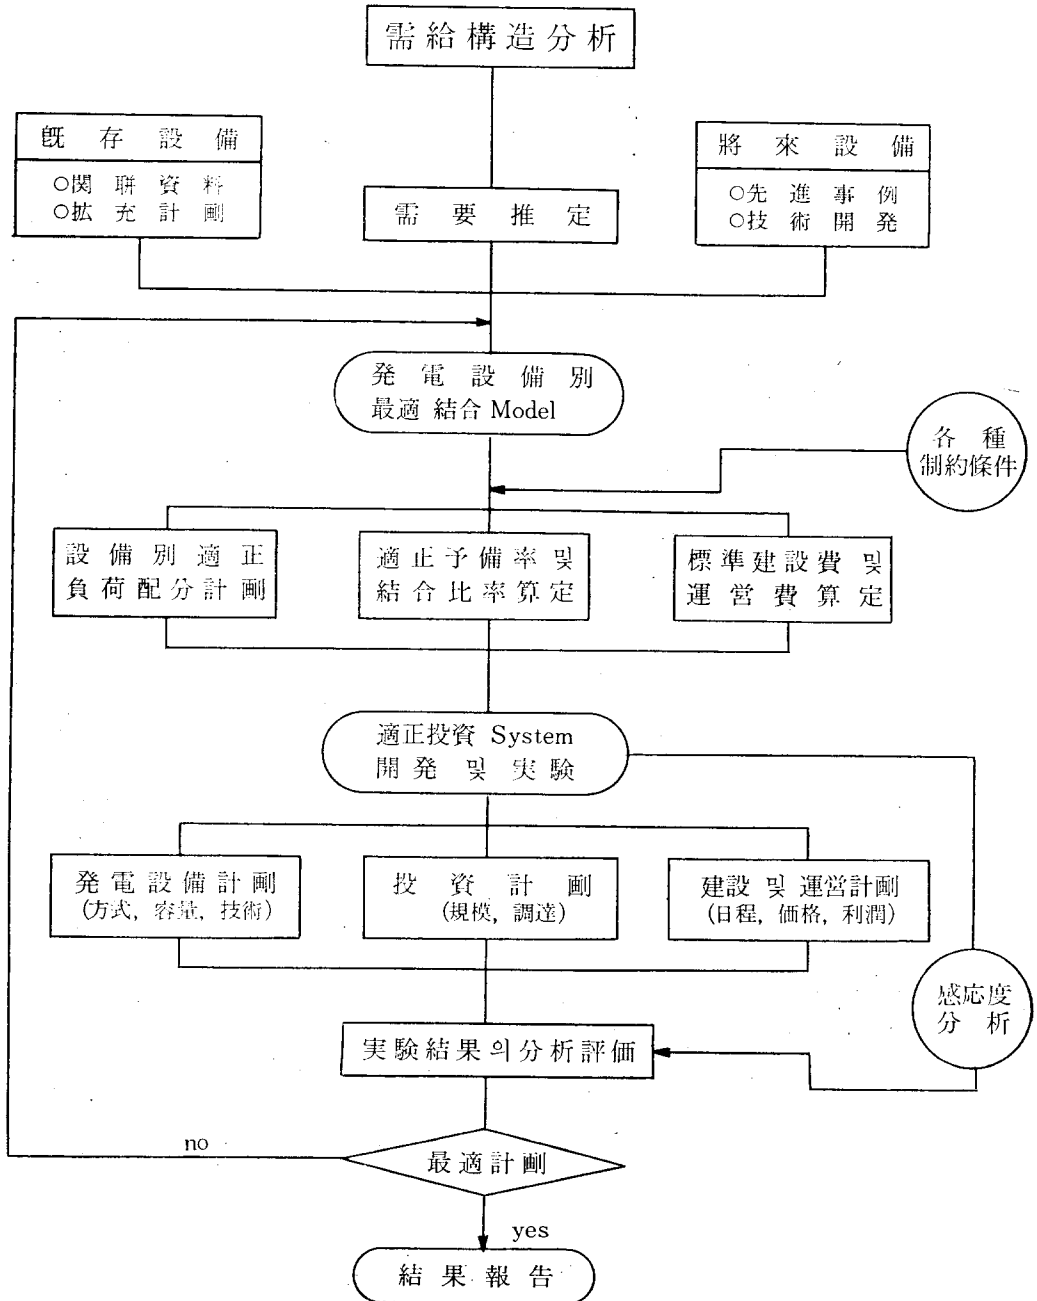 需給構造分析
既存設備
○関聯資料
○拡充計画
需要推定
將來設備
○先進事例
○技術開発
発電設備別
最適 結合 Model
各種
制約條件
設備別適正
負荷配分計画
適正予備率 및
結合比率算定
標準建設費 및
運営費算定
適正投資 System
開発 및 実験
発電設備計画
(方式, 容量, 技術)
投資計画
(規模, 調達)
建設 및 運営計画
(日程, 価格, 利潤)
感応度
分析
実験結果의分析評価
no
最適計画
yes
結果報告